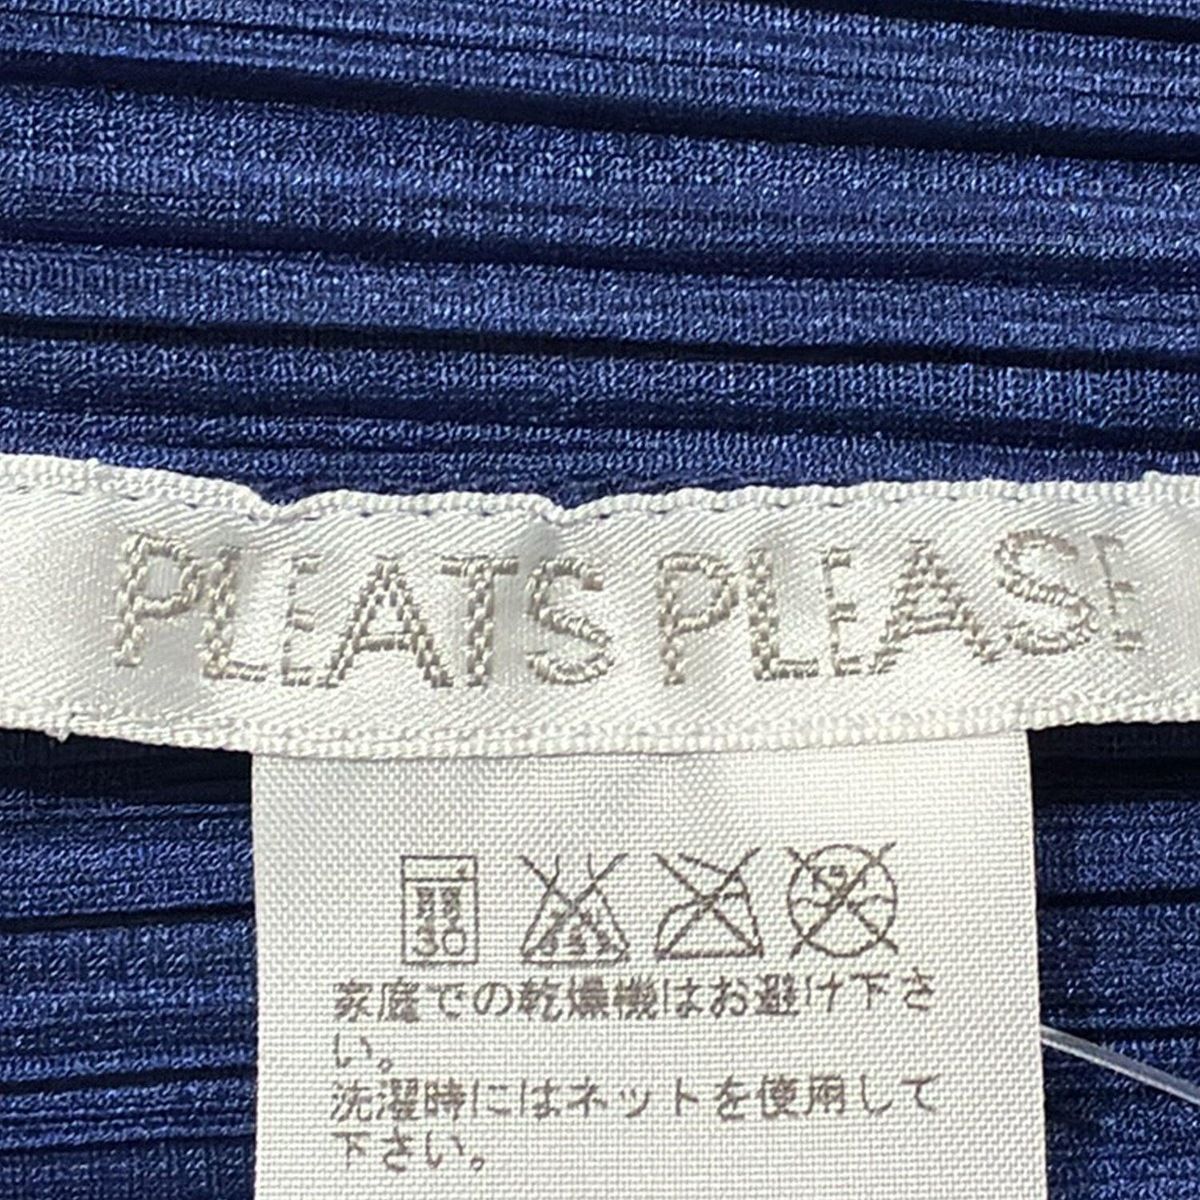 PLEATS PLEASE
30
家庭での乾燥機はお避け下さ
い。
洗濯時にはネットを使用して
下さい。